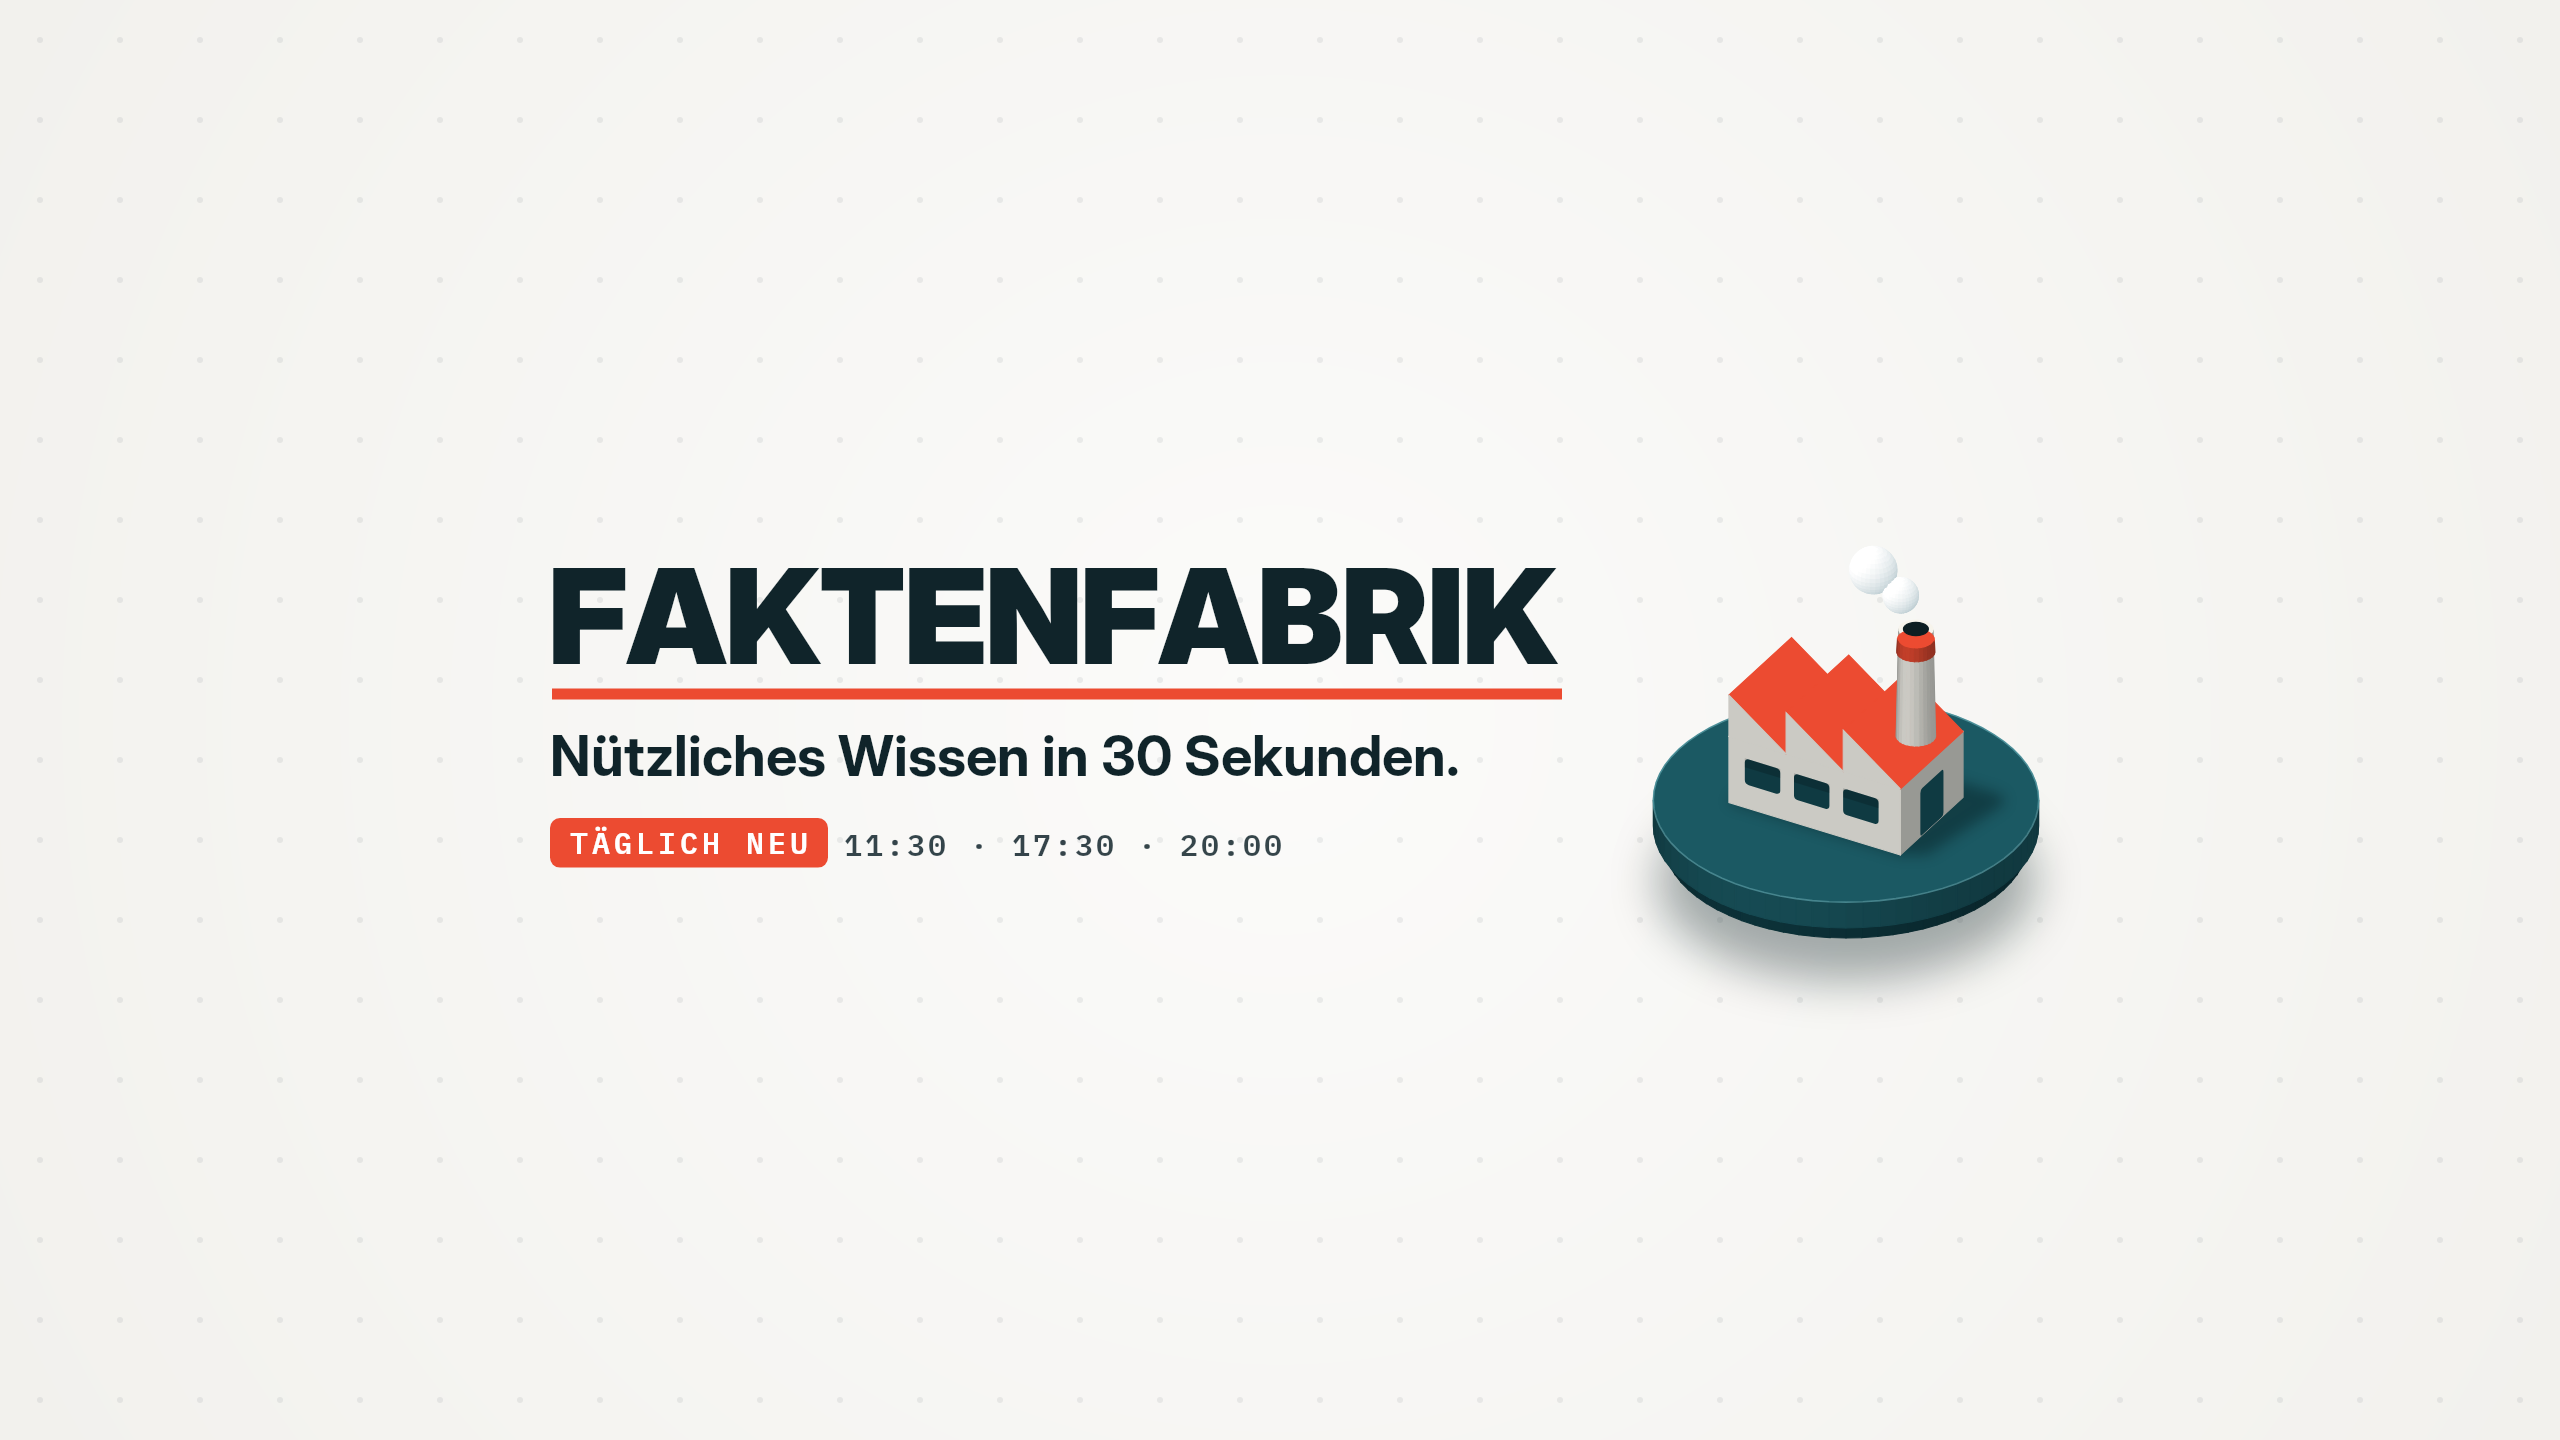 FAKTENFABRIK
Nützliches Wissen in 30 Sekunden.
TÄGLICH NEU 11:30 · 17:30 · 20:00